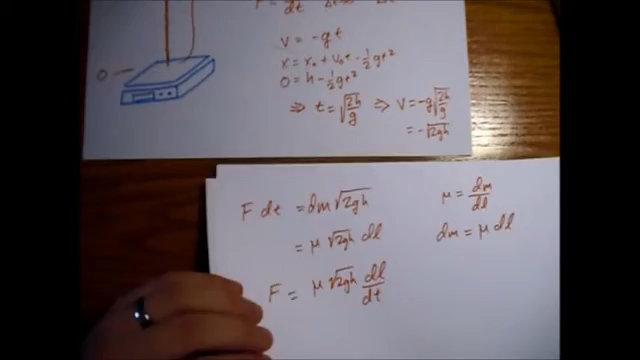 F = dt
v = -gt
x = x₀ + v₀t - ½gt²
0 = h - ½gt²
⇒ t = √(2h/g) ⇒ v = -g√(2h/g)
= -√2gh
0 —
F dt = dm √2gh
= μ √2gh dl
F = μ √2gh dl/dt
μ = dm/dl
dm = μ dl